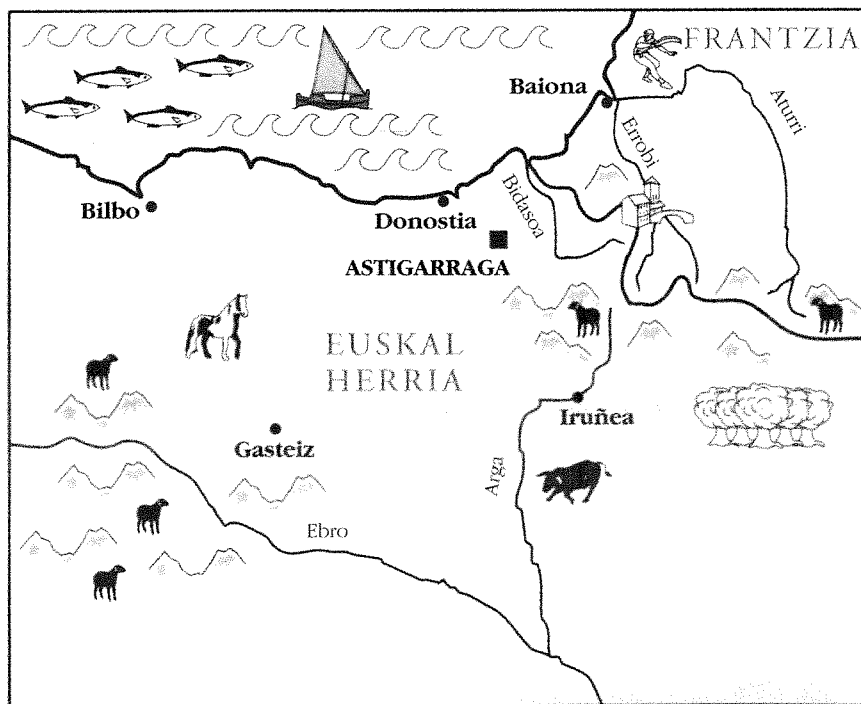 FRANTZIA
Baiona
Aturri
Errobi
Bilbo
Donostia
Bidasoa
ASTIGARRAGA
EUSKAL
HERRIA
Iruñea
Gasteiz
Arga
Ebro